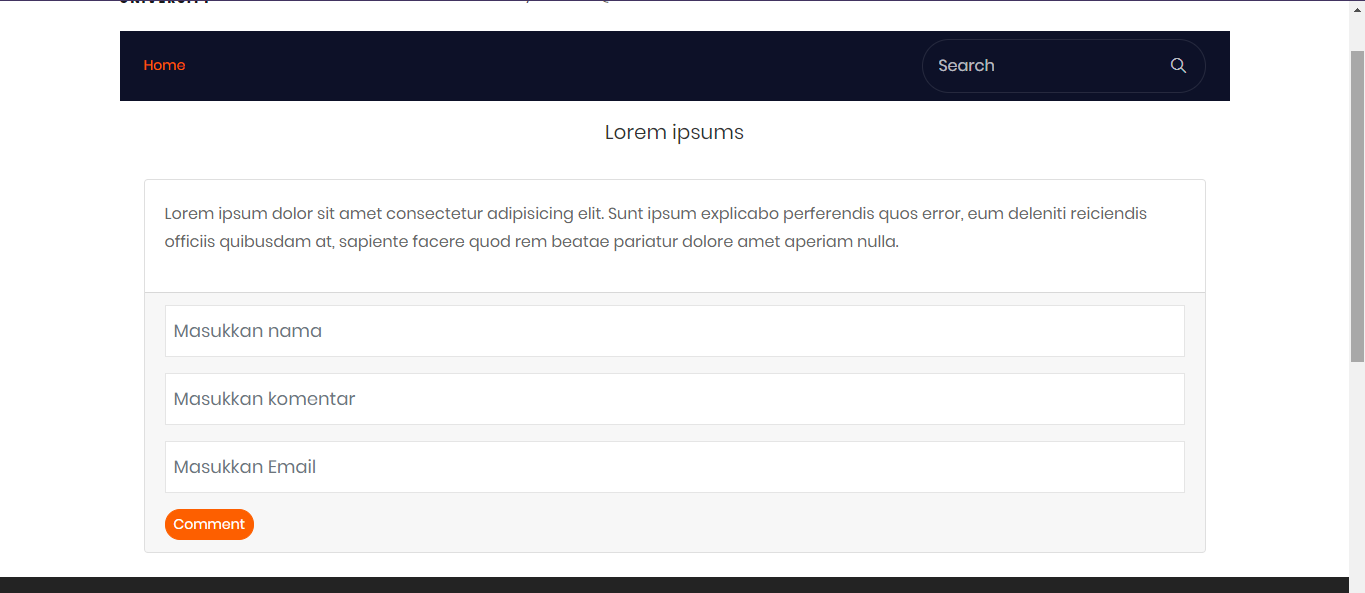 Home
Search
Lorem ipsums
Lorem ipsum dolor sit amet consectetur adipisicing elit. Sunt ipsum explicabo perferendis quos error, eum deleniti reiciendis
officiis quibusdam at, sapiente facere quod rem beatae pariatur dolore amet aperiam nulla.
Masukkan nama
Masukkan komentar
Masukkan Email
Comment